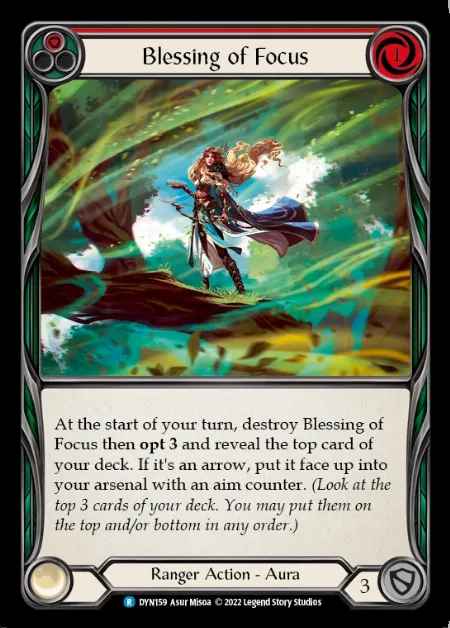 Blessing of Focus
1
At the start of your turn, destroy Blessing of
Focus then opt 3 and reveal the top card of
your deck. If it's an arrow, put it face up into
your arsenal with an aim counter. (Look at the
top 3 cards of your deck. You may put them on
the top and/or bottom in any order.)
Ranger Action - Aura
3
R DYN159 Asur Misoa © 2022 Legend Story Studios